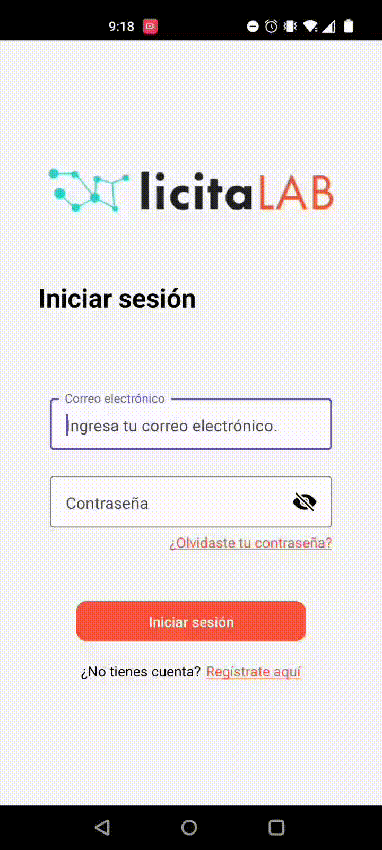 9:18
licitaLAB
Iniciar sesión
Correo electrónico
Ingresa tu correo electrónico.
Contraseña
¿Olvidaste tu contraseña?
Iniciar sesión
¿No tienes cuenta? Regístrate aquí